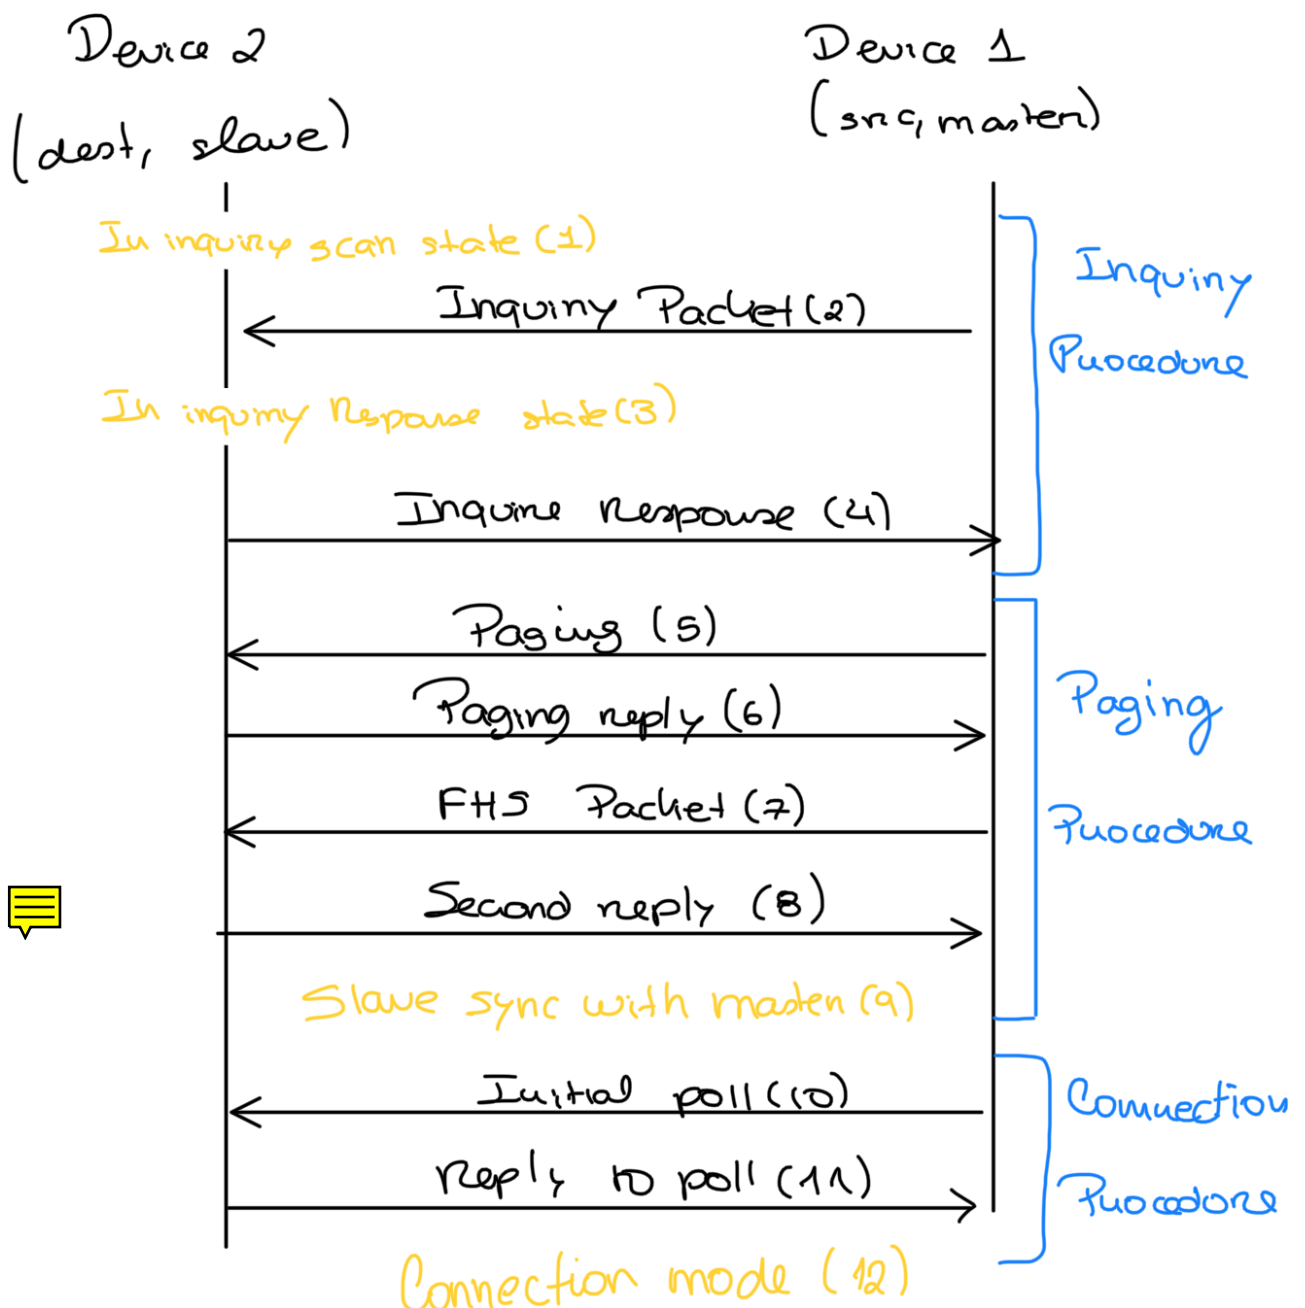 Device 2
Device 1
(dest, slave)
(src, master)
In inquiry scan state (1)
Inquiry
Procedure
Inquiry Packet (2)
In inquiry Response state (3)
Inquire Response (4)
Paging (5)
Paging
Procedure
Paging reply (6)
FHS Packet (7)
Second reply (8)
Slave sync with master (9)
Initial poll (10)
Connection
Procedure
Reply to poll (11)
Connection mode (12)